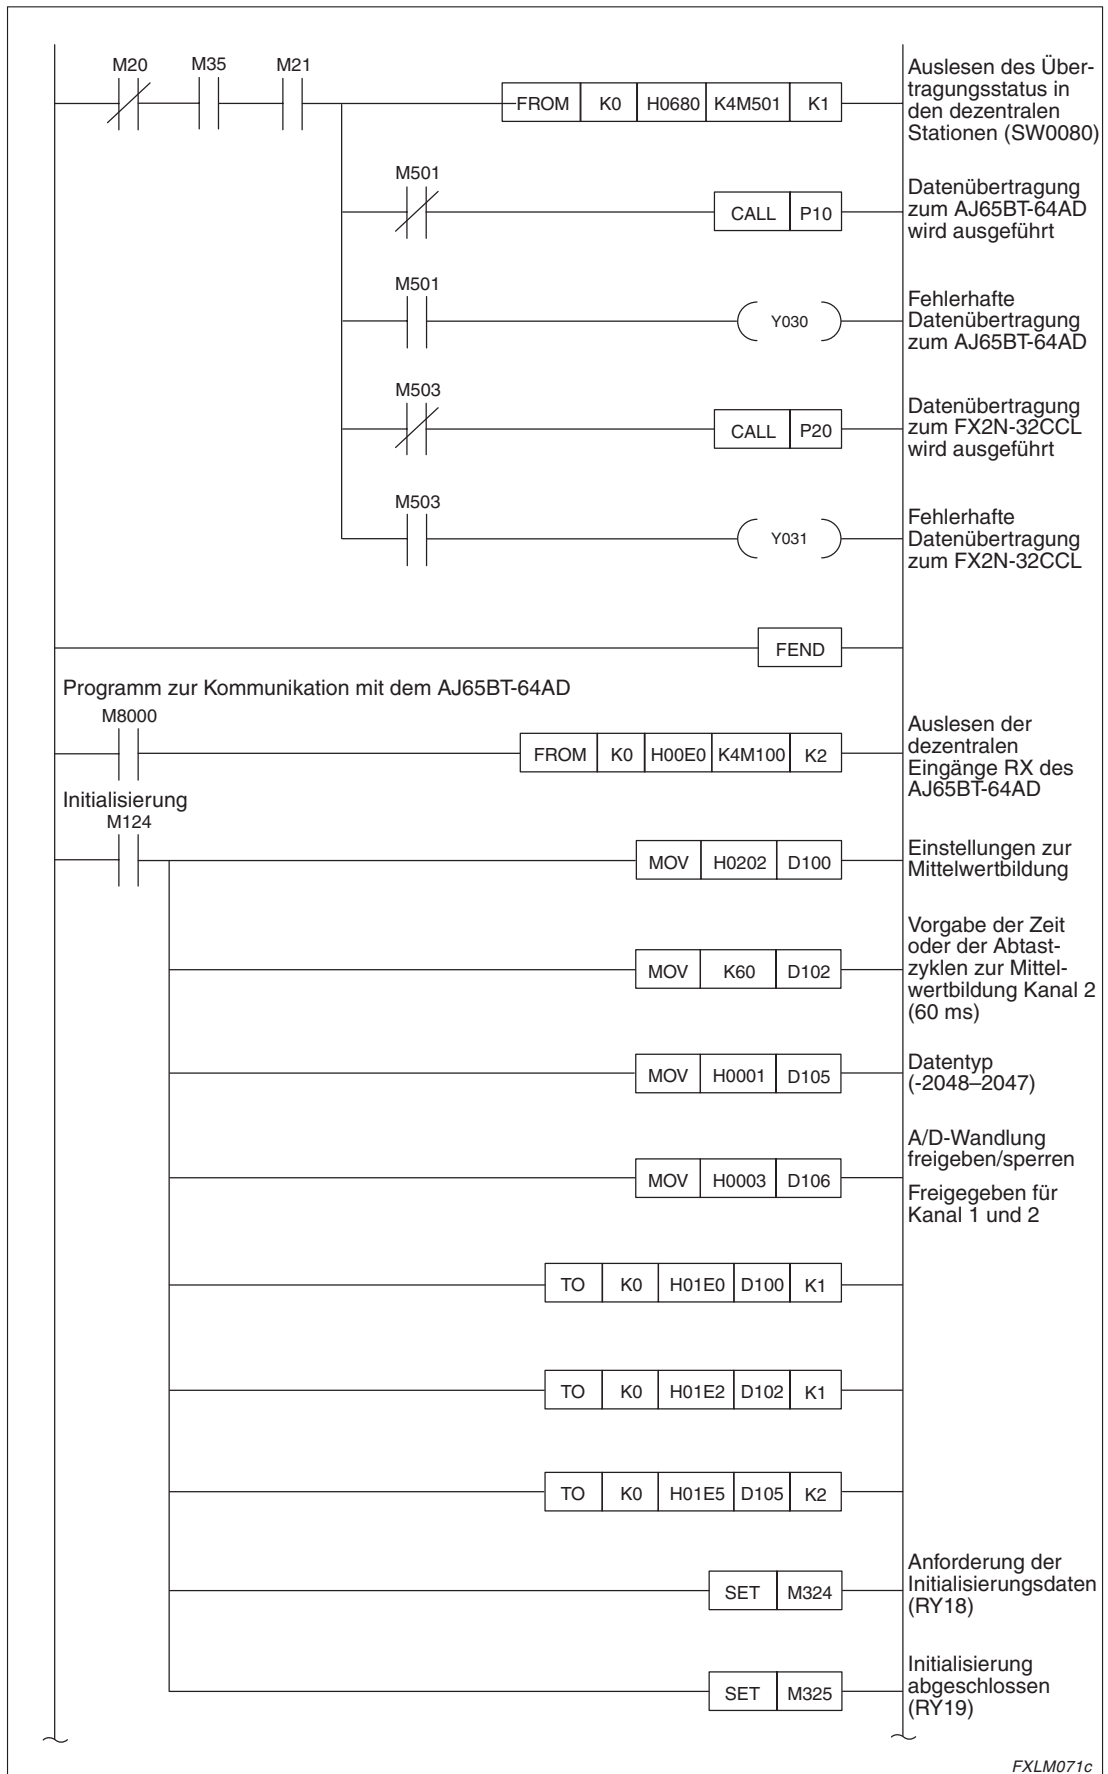 M20 M35 M21
FROM K0 H0680 K4M501 K1
Auslesen des Über-
tragungsstatus in
den dezentralen
Stationen (SW0080)
M501
CALL P10
Datenübertragung
zum AJ65BT-64AD
wird ausgeführt
M501
Y030
Fehlerhafte
Datenübertragung
zum AJ65BT-64AD
M503
CALL P20
Datenübertragung
zum FX2N-32CCL
wird ausgeführt
M503
Y031
Fehlerhafte
Datenübertragung
zum FX2N-32CCL
FEND
Programm zur Kommunikation mit dem AJ65BT-64AD
M8000
FROM K0 H00E0 K4M100 K2
Auslesen der
dezentralen
Eingänge RX des
AJ65BT-64AD
Initialisierung
M124
MOV H0202 D100
Einstellungen zur
Mittelwertbildung
MOV K60 D102
Vorgabe der Zeit
oder der Abtast-
zyklen zur Mittel-
wertbildung Kanal 2
(60 ms)
MOV H0001 D105
Datentyp
(-2048–2047)
MOV H0003 D106
A/D-Wandlung
freigeben/sperren
Freigegeben für
Kanal 1 und 2
TO K0 H01E0 D100 K1
TO K0 H01E2 D102 K1
TO K0 H01E5 D105 K2
SET M324
Anforderung der
Initialisierungsdaten
(RY18)
SET M325
Initialisierung
abgeschlossen
(RY19)
FXLM071c